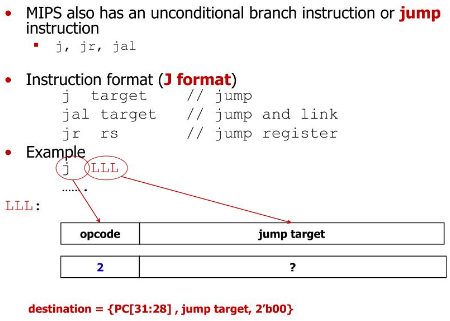 • MIPS also has an unconditional branch instruction or jump
instruction
▪ j, jr, jal
• Instruction format (J format)
j target // jump
jal target // jump and link
jr rs // jump register
• Example
j LLL
…….
LLL:
opcode jump target
2 ?
destination = {PC[31:28] , jump target, 2’b00}